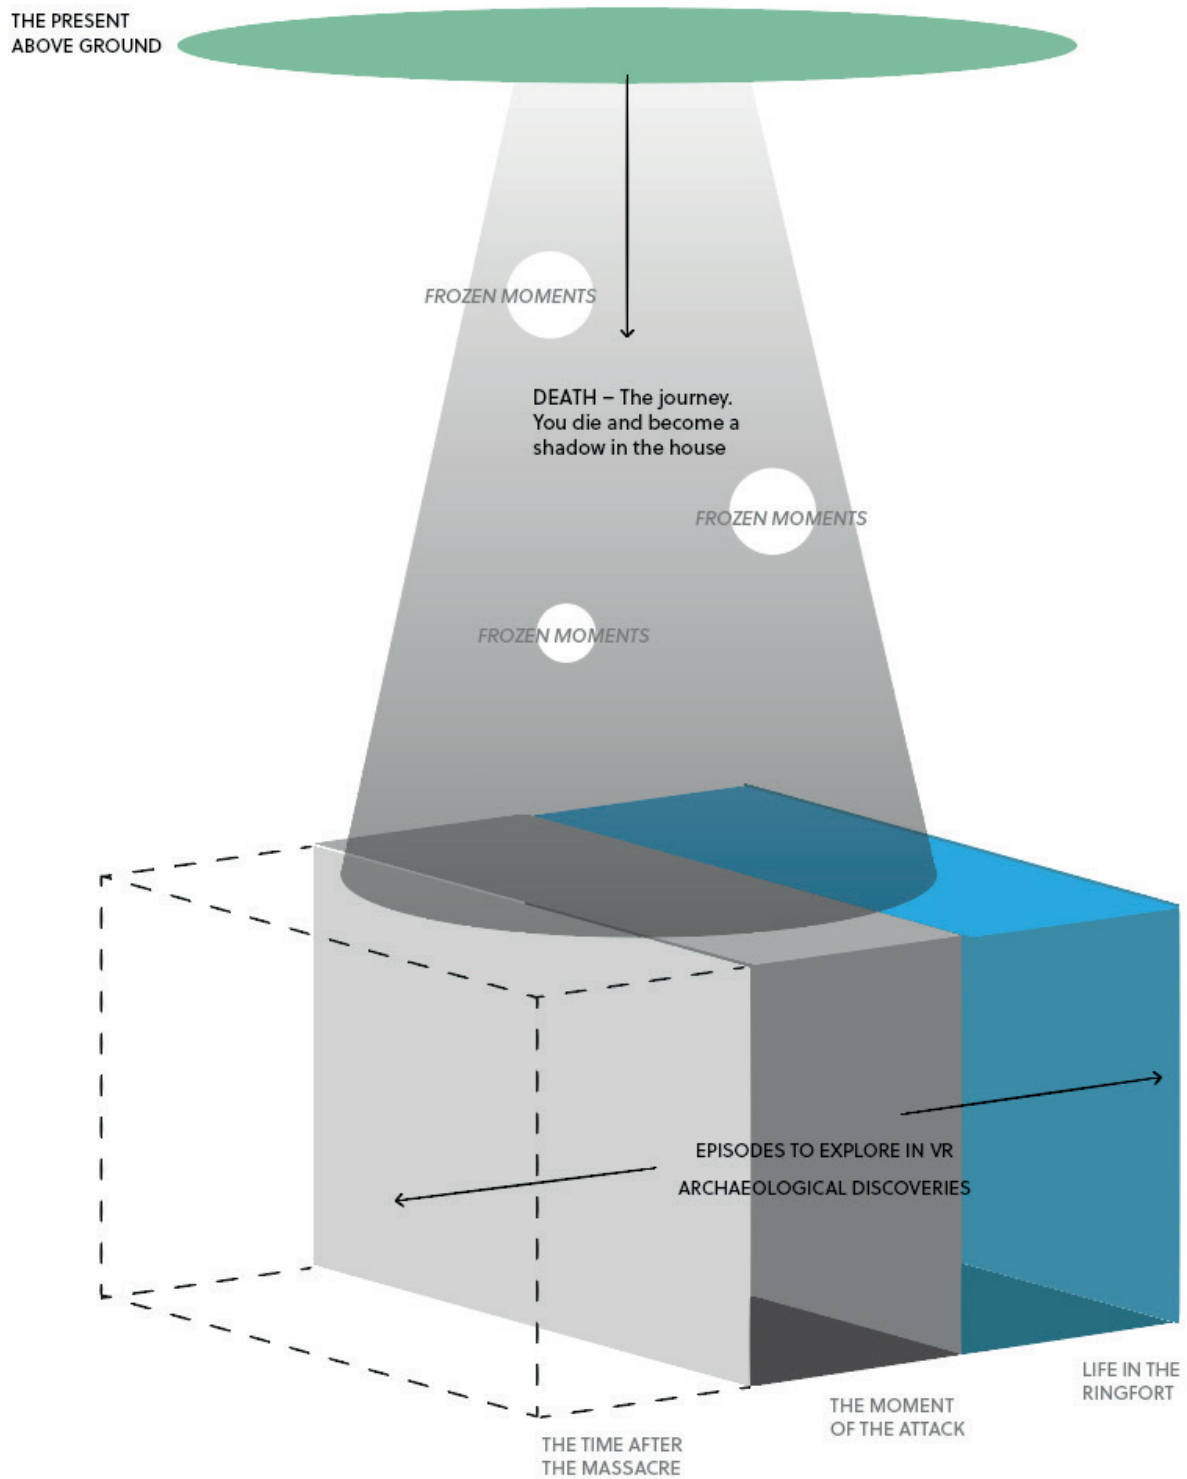 THE PRESENT
ABOVE GROUND
FROZEN MOMENTS
DEATH – The journey.
You die and become a
shadow in the house
FROZEN MOMENTS
FROZEN MOMENTS
EPISODES TO EXPLORE IN VR
ARCHAEOLOGICAL DISCOVERIES
LIFE IN THE
RINGFORT
THE MOMENT
OF THE ATTACK
THE TIME AFTER
THE MASSACRE